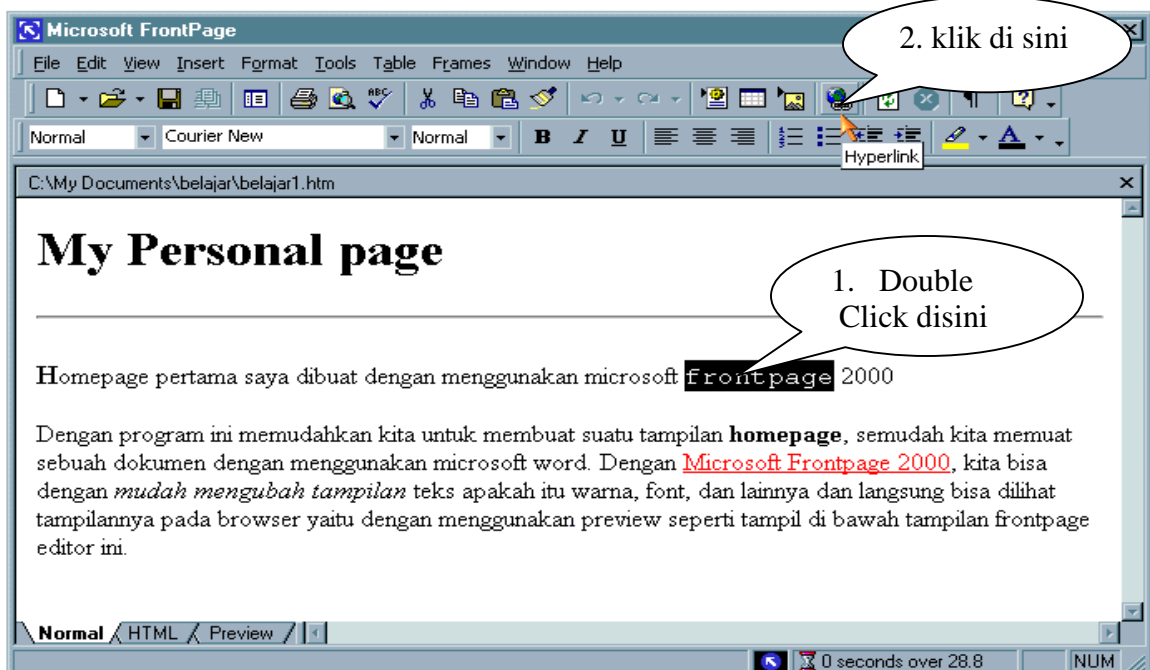 Microsoft FrontPage
2. klik di sini
File Edit View Insert Format Tools Table Frames Window Help
ABC
Normal Courier New Normal B I U A
Hyperlink
C:\My Documents\belajar\belajar1.htm
My Personal page
1. Double
Click disini
Homepage pertama saya dibuat dengan menggunakan microsoft frontpage 2000
Dengan program ini memudahkan kita untuk membuat suatu tampilan homepage, semudah kita memuat
sebuah dokumen dengan menggunakan microsoft word. Dengan Microsoft Frontpage 2000, kita bisa
dengan mudah mengubah tampilan teks apakah itu warna, font, dan lainnya dan langsung bisa dilihat
tampilannya pada browser yaitu dengan menggunakan preview seperti tampil di bawah tampilan frontpage
editor ini.
Normal HTML Preview
0 seconds over 28.8 NUM